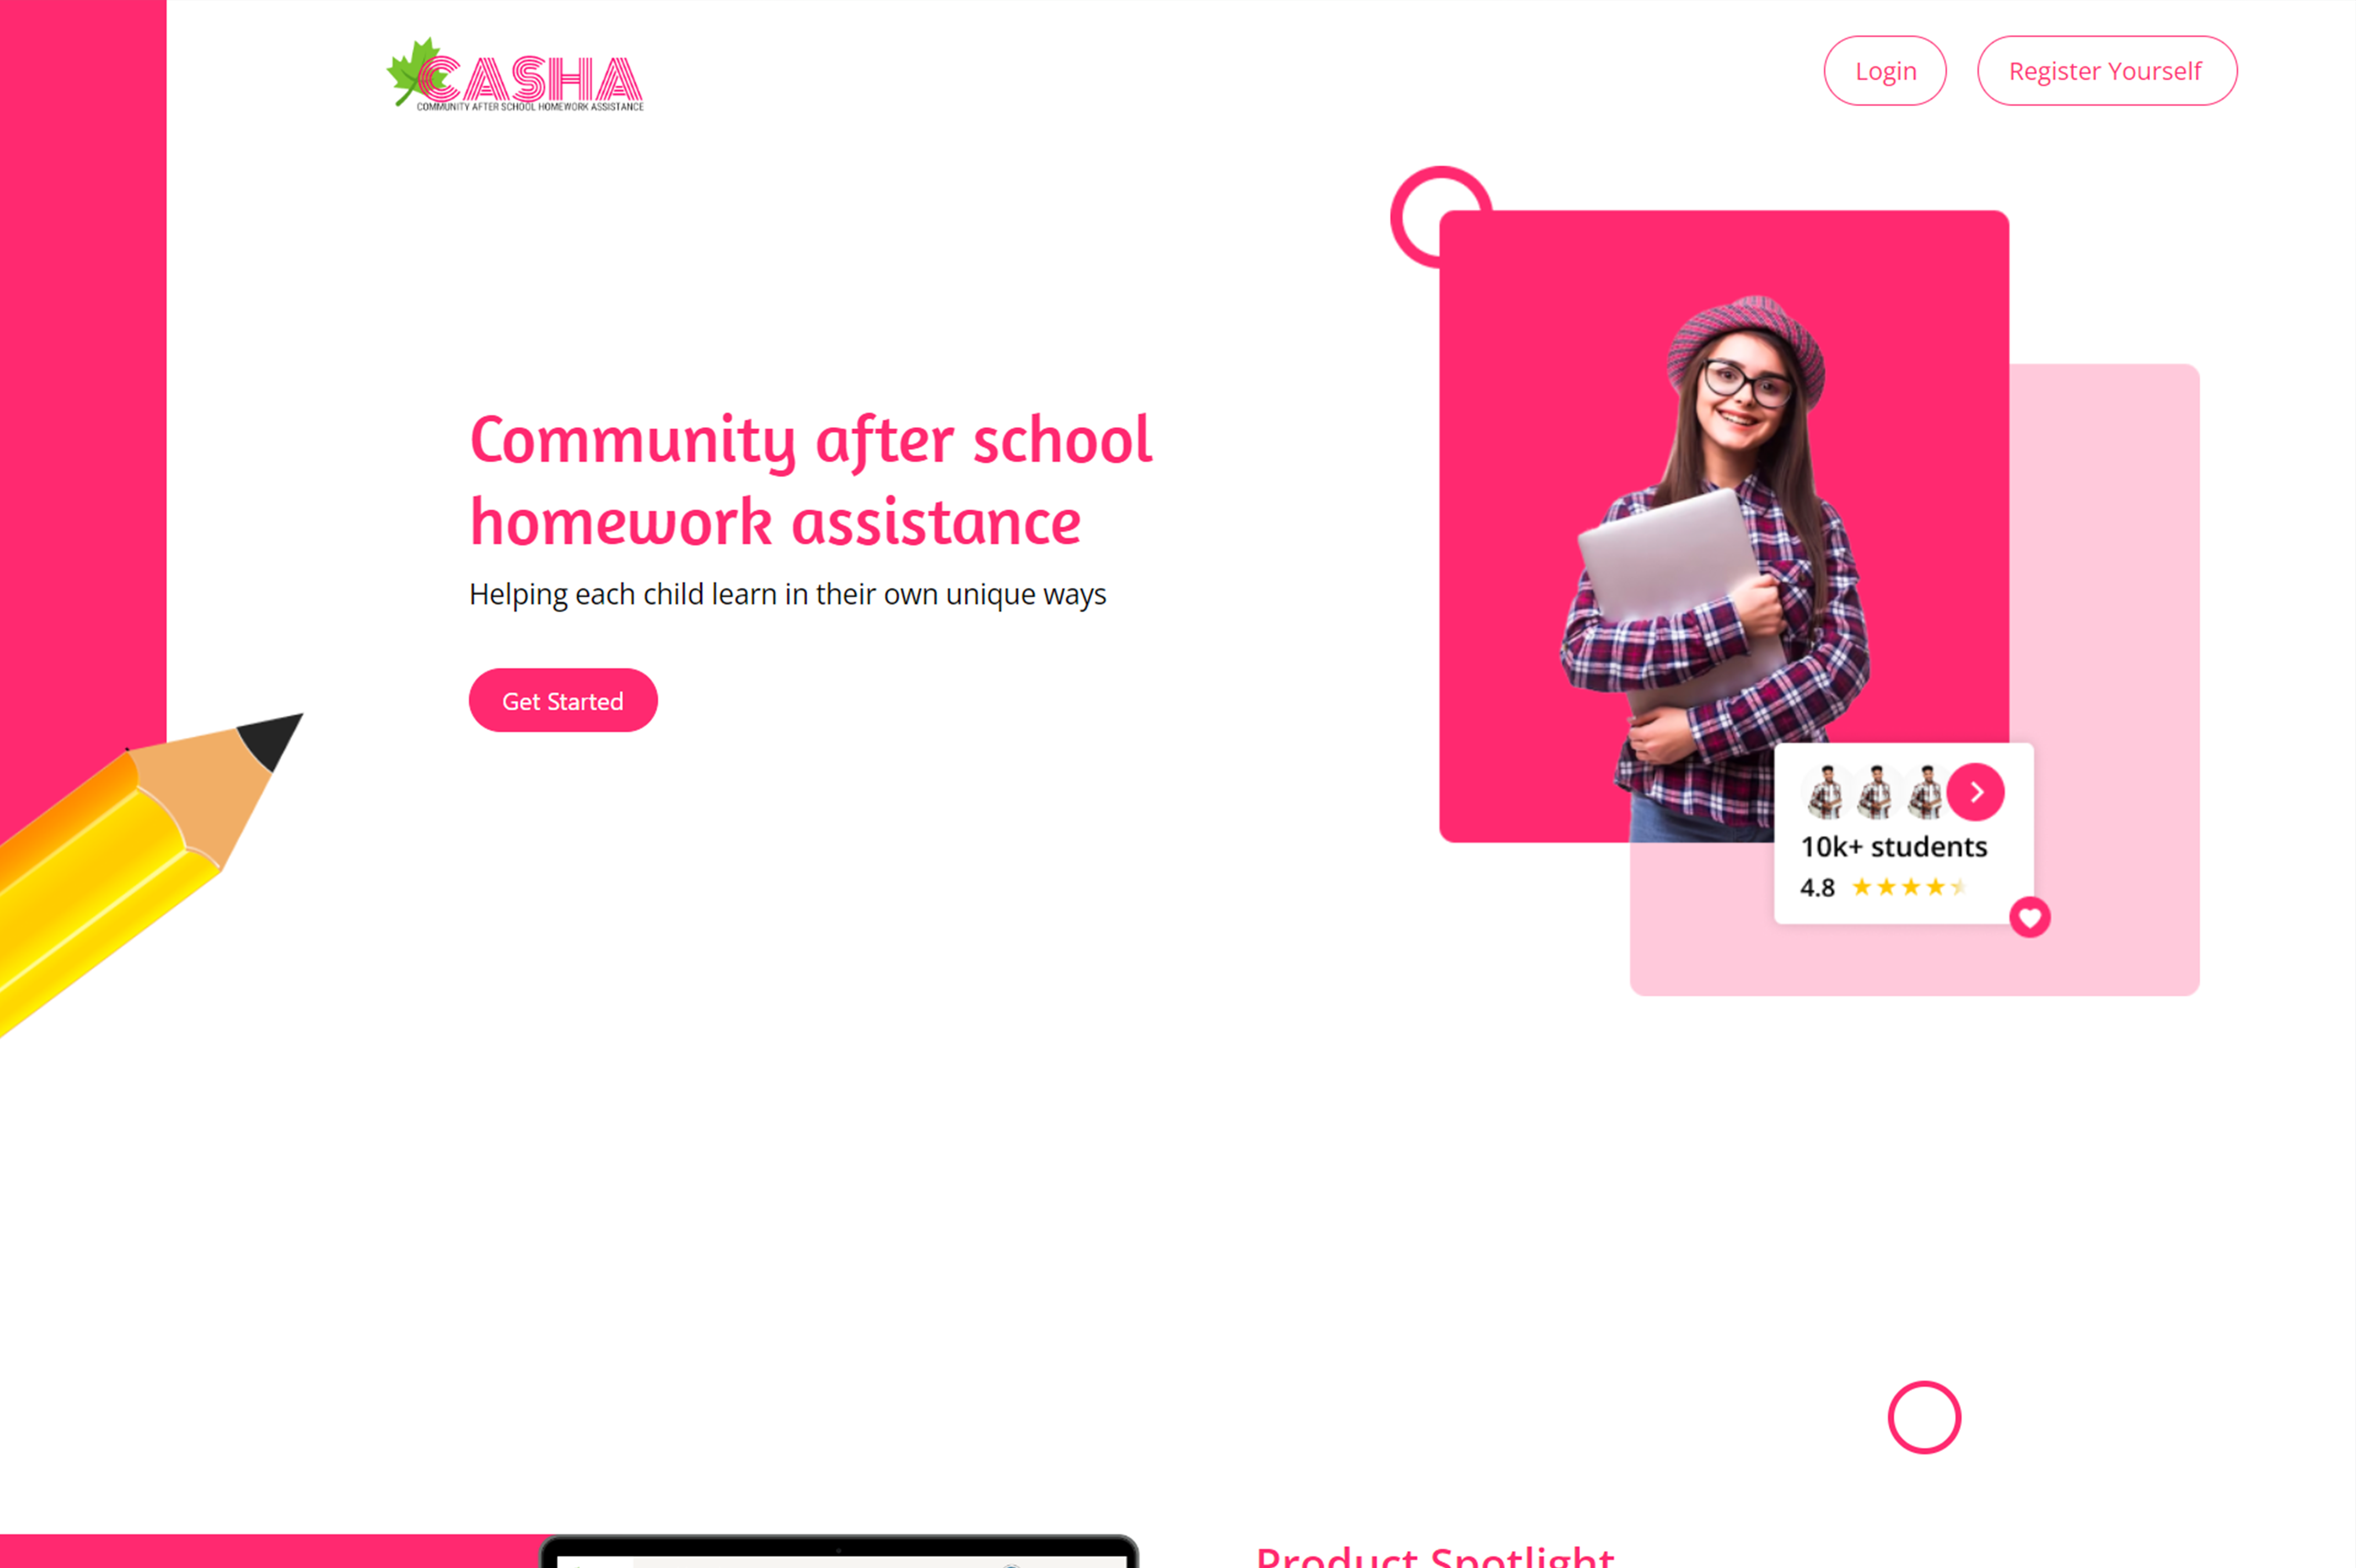 CASHA
COMMUNITY AFTER SCHOOL HOMEWORK ASSISTANCE
Login
Register Yourself
Community after school
homework assistance
Helping each child learn in their own unique ways
Get Started
10k+ students
4.8
Product Spotlight